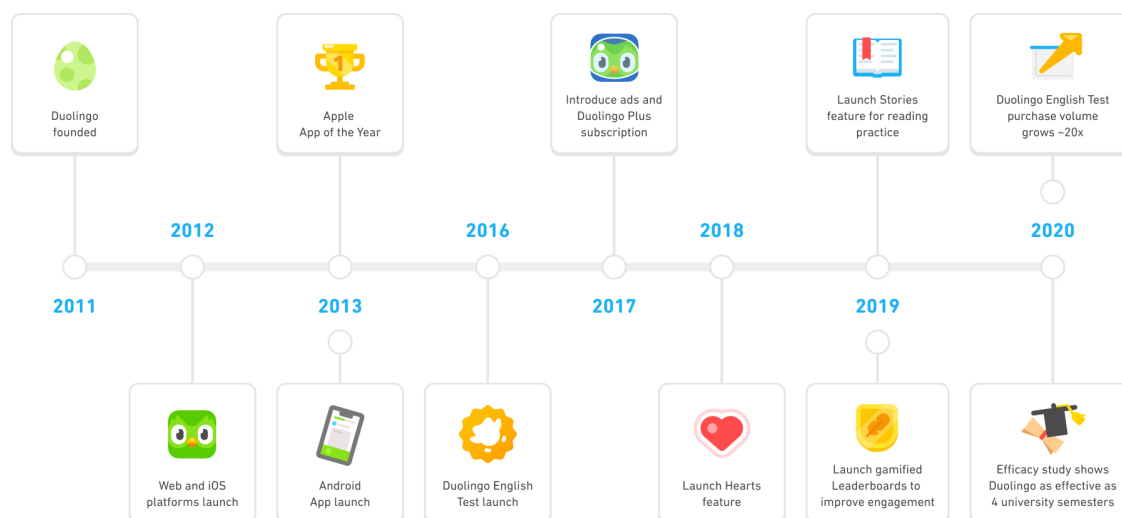 Duolingo
founded
Apple
App of the Year
1
Introduce ads and
Duolingo Plus
subscription
Launch Stories
feature for reading
practice
Duolingo English Test
purchase volume
grows ~20x
2012
2016
2018
2020
2011
2013
2017
2019
Web and iOS
platforms launch
Android
App launch
Duolingo English
Test launch
Launch Hearts
feature
Launch gamified
Leaderboards to
improve engagement
Efficacy study shows
Duolingo as effective as
4 university semesters